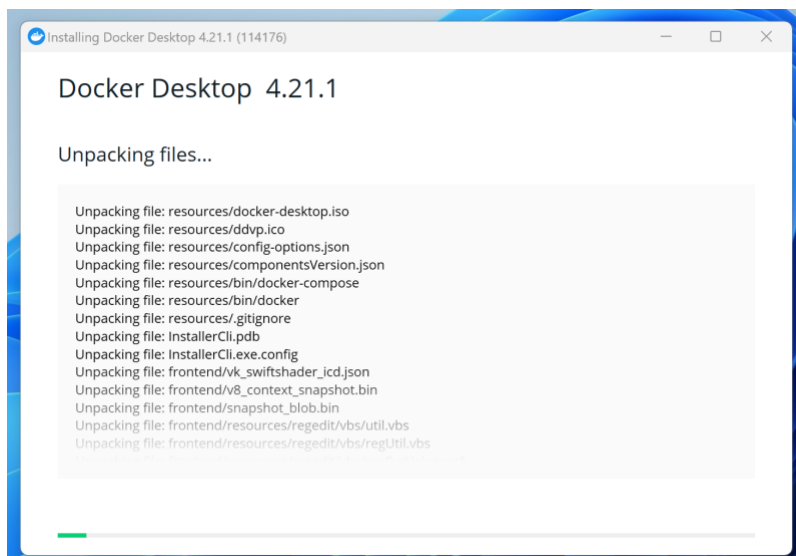 Installing Docker Desktop 4.21.1 (114176)
Docker Desktop 4.21.1
Unpacking files...
Unpacking file: resources/docker-desktop.iso
Unpacking file: resources/ddvp.ico
Unpacking file: resources/config-options.json
Unpacking file: resources/componentsVersion.json
Unpacking file: resources/bin/docker-compose
Unpacking file: resources/bin/docker
Unpacking file: resources/.gitignore
Unpacking file: InstallerCli.pdb
Unpacking file: InstallerCli.exe.config
Unpacking file: frontend/vk_swiftshader_icd.json
Unpacking file: frontend/v8_context_snapshot.bin
Unpacking file: frontend/snapshot_blob.bin
Unpacking file: frontend/resources/regedit/vbs/util.vbs
Unpacking file: frontend/resources/regedit/vbs/regUtil.vbs